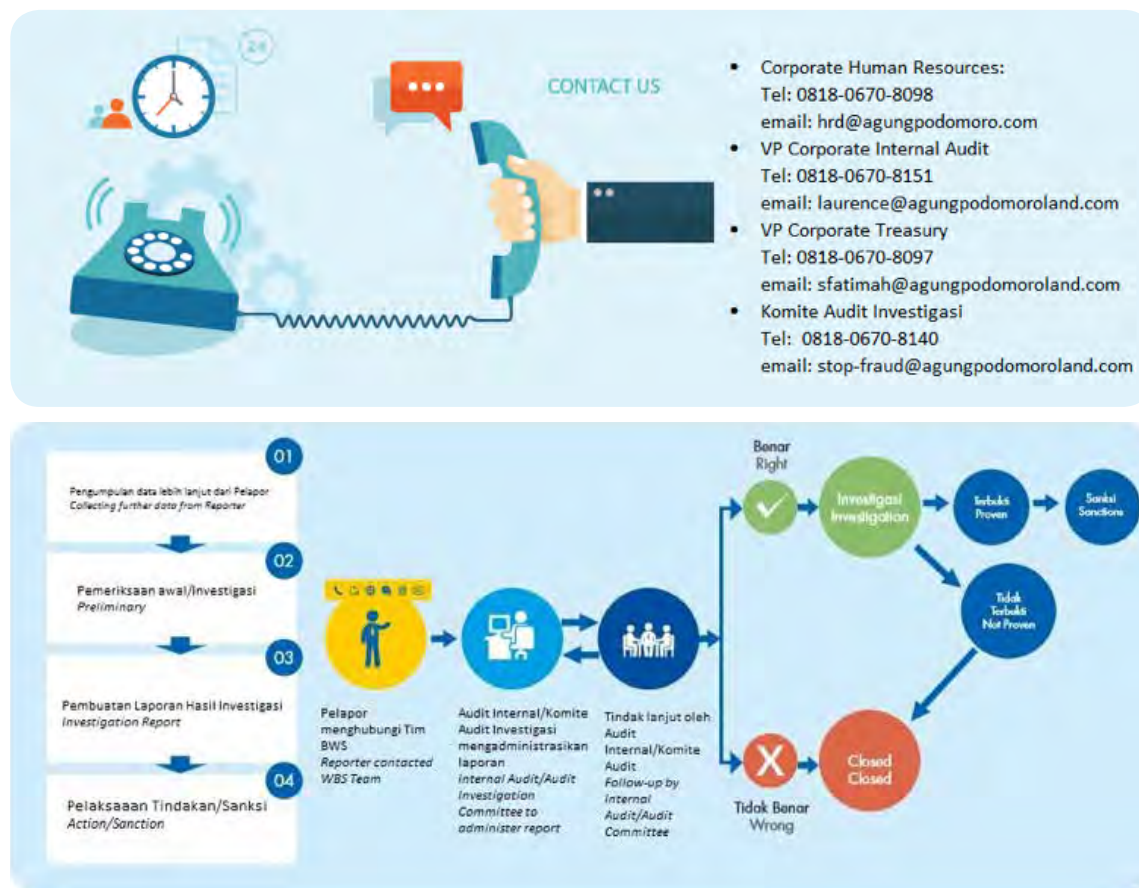 24
CONTACT US
▪ Corporate Human Resources:
Tel: 0818-0670-8098
email: hrd@agungpodomoro.com
▪ VP Corporate Internal Audit
Tel: 0818-0670-8151
email: laurence@agungpodomoroland.com
▪ VP Corporate Treasury
Tel: 0818-0670-8097
email: sfatimah@agungpodomoroland.com
▪ Komite Audit Investigasi
Tel: 0818-0670-8140
email: stop-fraud@agungpodomoroland.com
01
Pengumpulan data lebih lanjut dari Pelapor
Collecting further data from Reporter
02
Pemeriksaan awal/Investigasi
Preliminary
03
Pembuatan Laporan Hasil Investigasi
Investigation Report
04
Pelaksaaan Tindakan/Sanksi
Action/Sanction
Pelapor
menghubungi Tim
BWS
Reporter contacted
WBS Team
Audit Internal/Komite
Audit Investigasi
mengadministrasikan
laporan
Internal Audit/Audit
Investigation
Committee to
administer report
Tindak lanjut oleh
Audit
Internal/Komite
Audit
Follow-up by
Internal
Audit/Audit
Committee
Benar
Right
Investigasi
Investigation
Terbukti
Proven
Sanksi
Sanctions
Tidak
Terbukti
Not Proven
Tidak Benar
Wrong
Closed
Closed